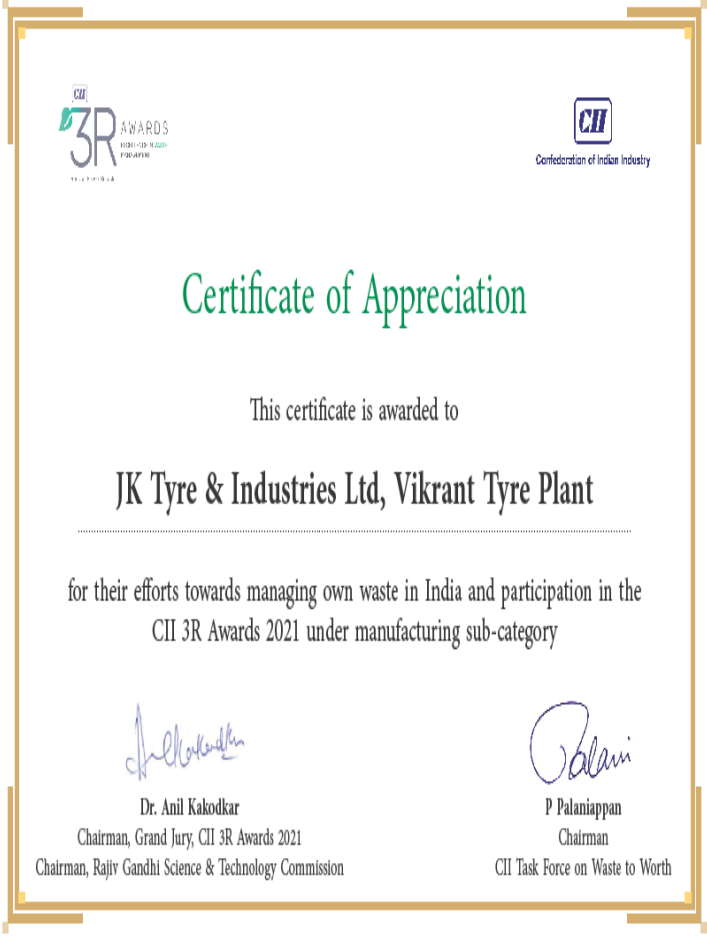 CII
3R AWARDS
CII
Confederation of Indian Industry
Certificate of Appreciation
This certificate is awarded to
JK Tyre & Industries Ltd, Vikrant Tyre Plant
for their efforts towards managing own waste in India and participation in the
CII 3R Awards 2021 under manufacturing sub-category
Dr. Anil Kakodkar
Chairman, Grand Jury, CII 3R Awards 2021
Chairman, Rajiv Gandhi Science & Technology Commission
Palani
P Palaniappan
Chairman
CII Task Force on Waste to Worth